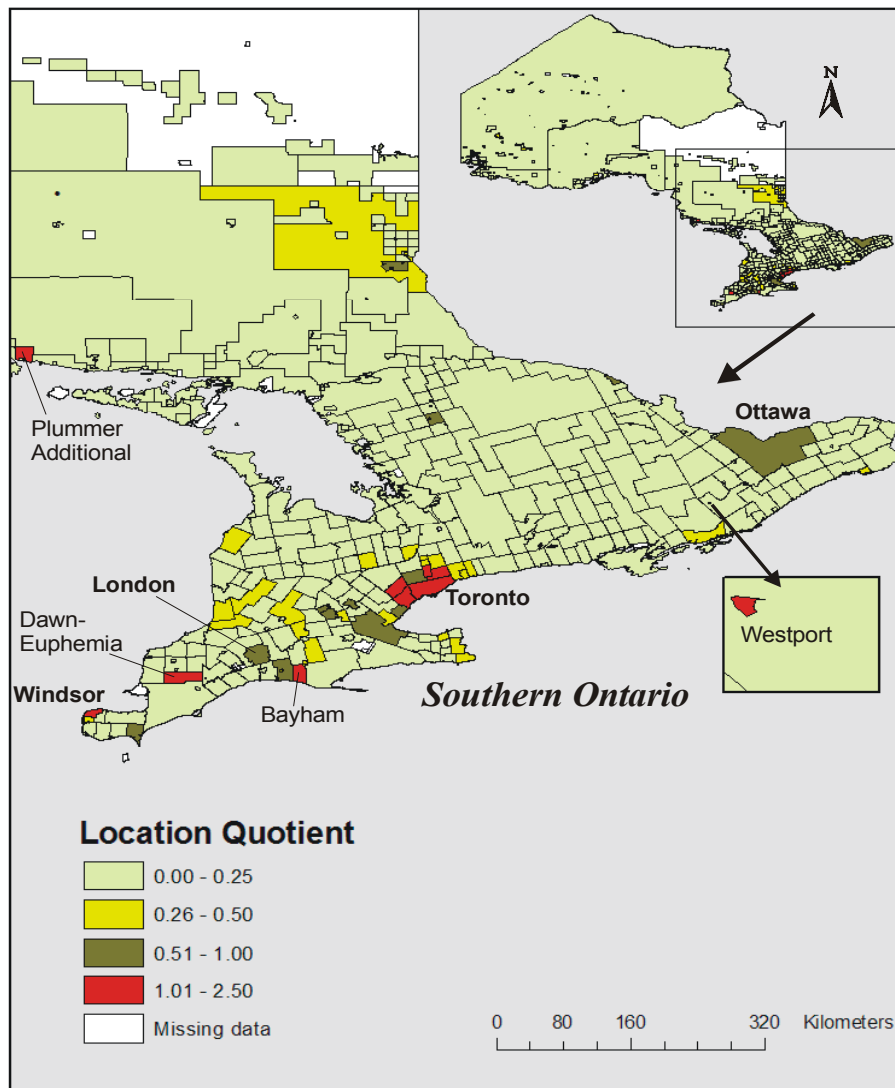 N
Ottawa
Plummer
Additional
London
Toronto
Dawn-
Euphemia
Westport
Windsor
Bayham
Southern Ontario
Location Quotient
0.00 - 0.25
0.26 - 0.50
0.51 - 1.00
1.01 - 2.50
Missing data
0 80 160 320 Kilometers